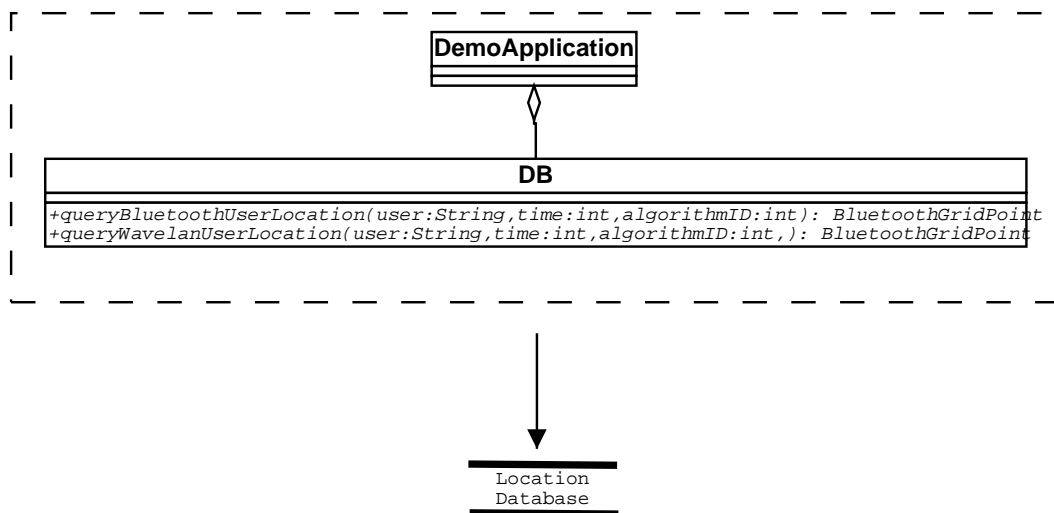 DemoApplication
DB
+queryBluetoothUserLocation(user:String,time:int,algorithmID:int): BluetoothGridPoint
+queryWavelanUserLocation(user:String,time:int,algorithmID:int,): BluetoothGridPoint
Location
Database